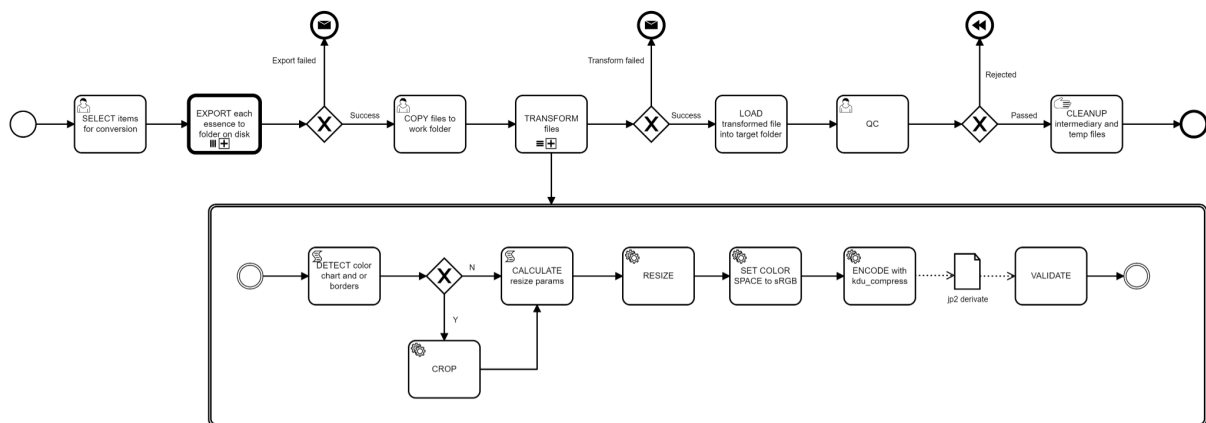 Export failed
Transform failed
Rejected
SELECT items
for conversion
EXPORT each
essence to
folder on disk
X
Success
COPY files to
work folder
TRANSFORM
files
X
Success
LOAD
transformed file
into target folder
QC
X
Passed
CLEANUP
intermediary and
temp files
DETECT color
chart and or
borders
X
N
Y
CROP
CALCULATE
resize params
RESIZE
SET COLOR
SPACE to sRGB
ENCODE with
kdu_compress
jp2 derivate
VALIDATE